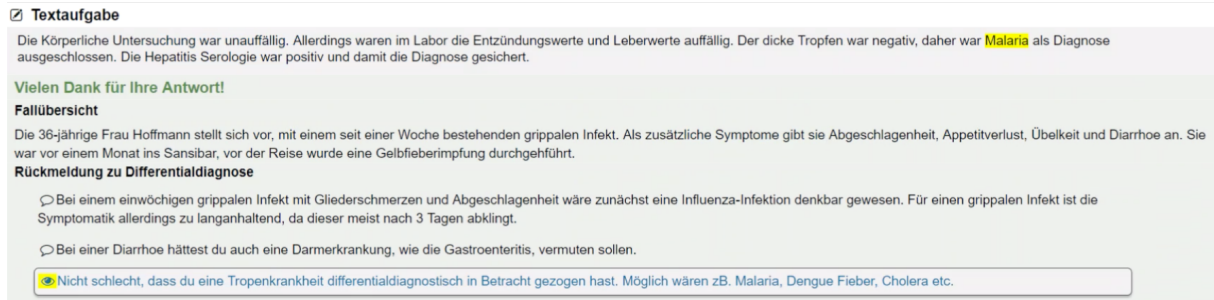 Textaufgabe
Die Körperliche Untersuchung war unauffällig. Allerdings waren im Labor die Entzündungswerte und Leberwerte auffällig. Der dicke Tropfen war negativ, daher war Malaria als Diagnose
ausgeschlossen. Die Hepatitis Serologie war positiv und damit die Diagnose gesichert.
Vielen Dank für Ihre Antwort!
Fallübersicht
Die 36-jährige Frau Hoffmann stellt sich vor, mit einem seit einer Woche bestehenden grippalen Infekt. Als zusätzliche Symptome gibt sie Abgeschlagenheit, Appetitverlust, Übelkeit und Diarrhoe an. Sie
war vor einem Monat ins Sansibar, vor der Reise wurde eine Gelbfieberimpfung durchgehführt.
Rückmeldung zu Differentialdiagnose
Bei einem einwöchigen grippalen Infekt mit Gliederschmerzen und Abgeschlagenheit wäre zunächst eine Influenza-Infektion denkbar gewesen. Für einen grippalen Infekt ist die
Symptomatik allerdings zu langanhaltend, da dieser meist nach 3 Tagen abklingt.
Bei einer Diarrhoe hättest du auch eine Darmerkrankung, wie die Gastroenteritis, vermuten sollen.
Nicht schlecht, dass du eine Tropenkrankheit differentialdiagnostisch in Betracht gezogen hast. Möglich wären zB. Malaria, Dengue Fieber, Cholera etc.